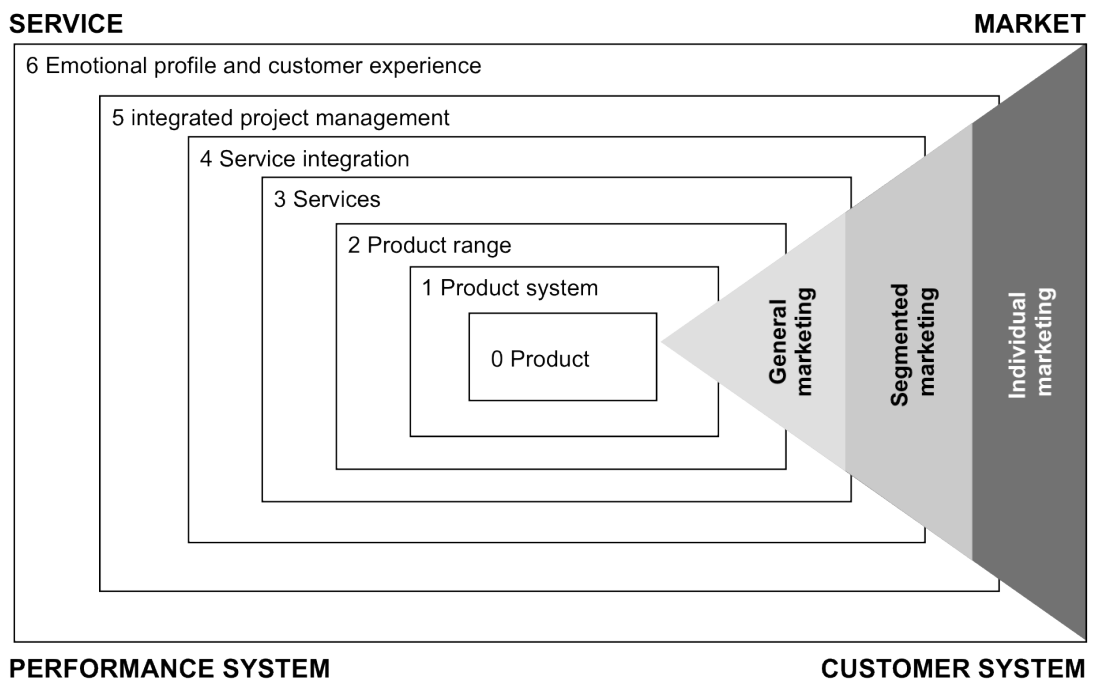 SERVICE
MARKET
6 Emotional profile and customer experience
5 integrated project management
4 Service integration
3 Services
2 Product range
1 Product system
0 Product
General
marketing
Segmented
marketing
Individual
marketing
PERFORMANCE SYSTEM
CUSTOMER SYSTEM